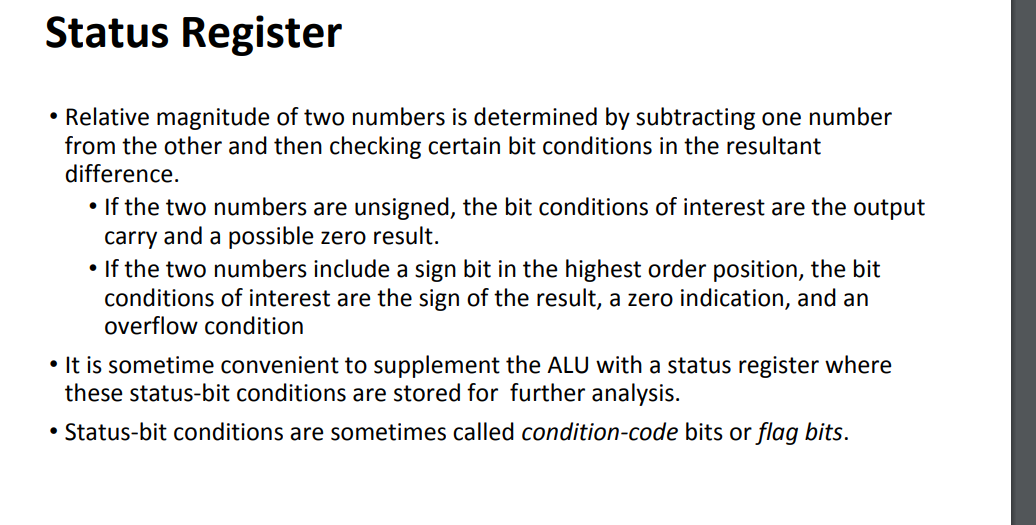 Status Register
• Relative magnitude of two numbers is determined by subtracting one number
from the other and then checking certain bit conditions in the resultant
difference.
• If the two numbers are unsigned, the bit conditions of interest are the output
carry and a possible zero result.
• If the two numbers include a sign bit in the highest order position, the bit
conditions of interest are the sign of the result, a zero indication, and an
overflow condition
• It is sometime convenient to supplement the ALU with a status register where
these status-bit conditions are stored for  further analysis.
• Status-bit conditions are sometimes called condition-code bits or flag bits.